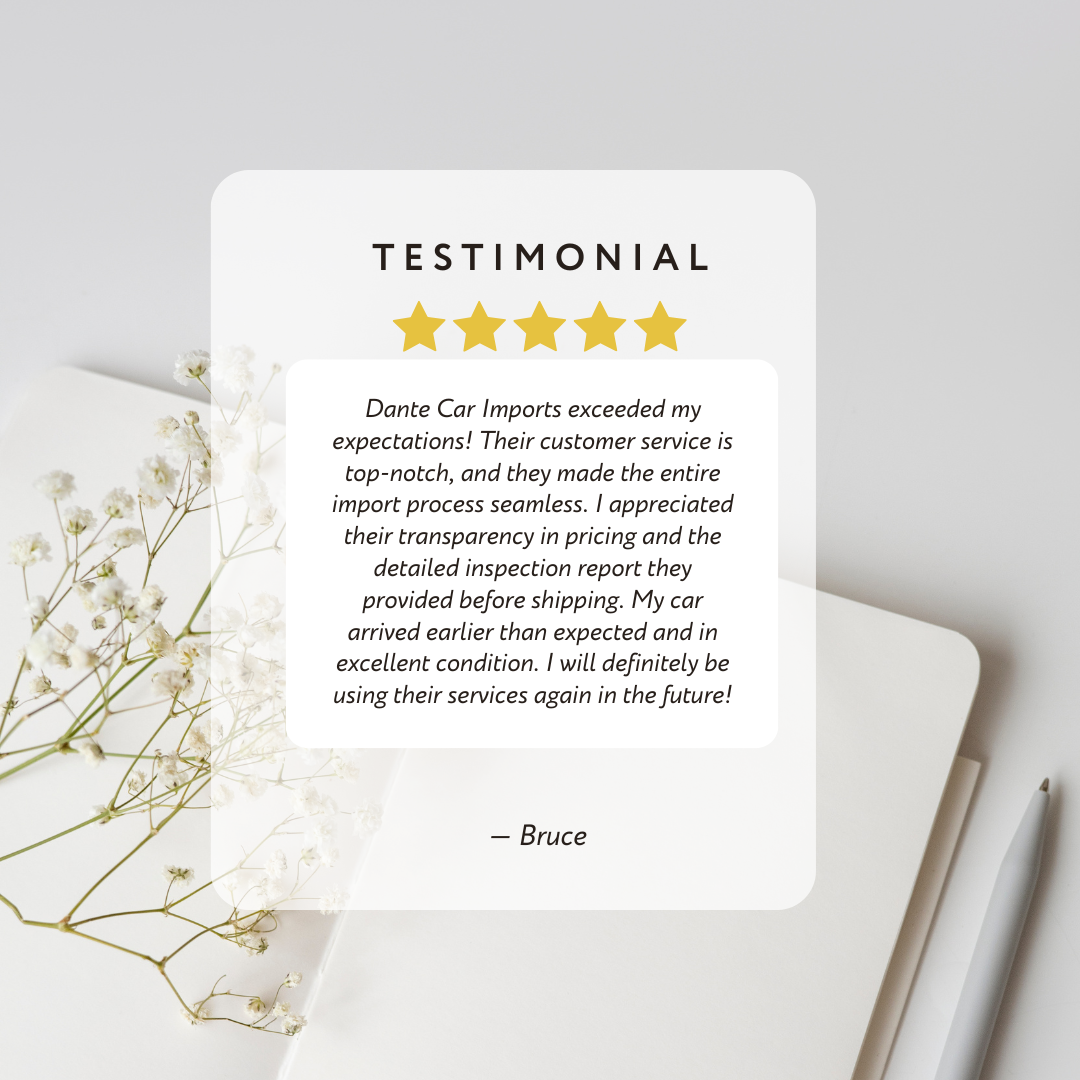 TESTIMONIAL
Dante Car Imports exceeded my
expectations! Their customer service is
top-notch, and they made the entire
import process seamless. I appreciated
their transparency in pricing and the
detailed inspection report they
provided before shipping. My car
arrived earlier than expected and in
excellent condition. I will definitely be
using their services again in the future!
– Bruce